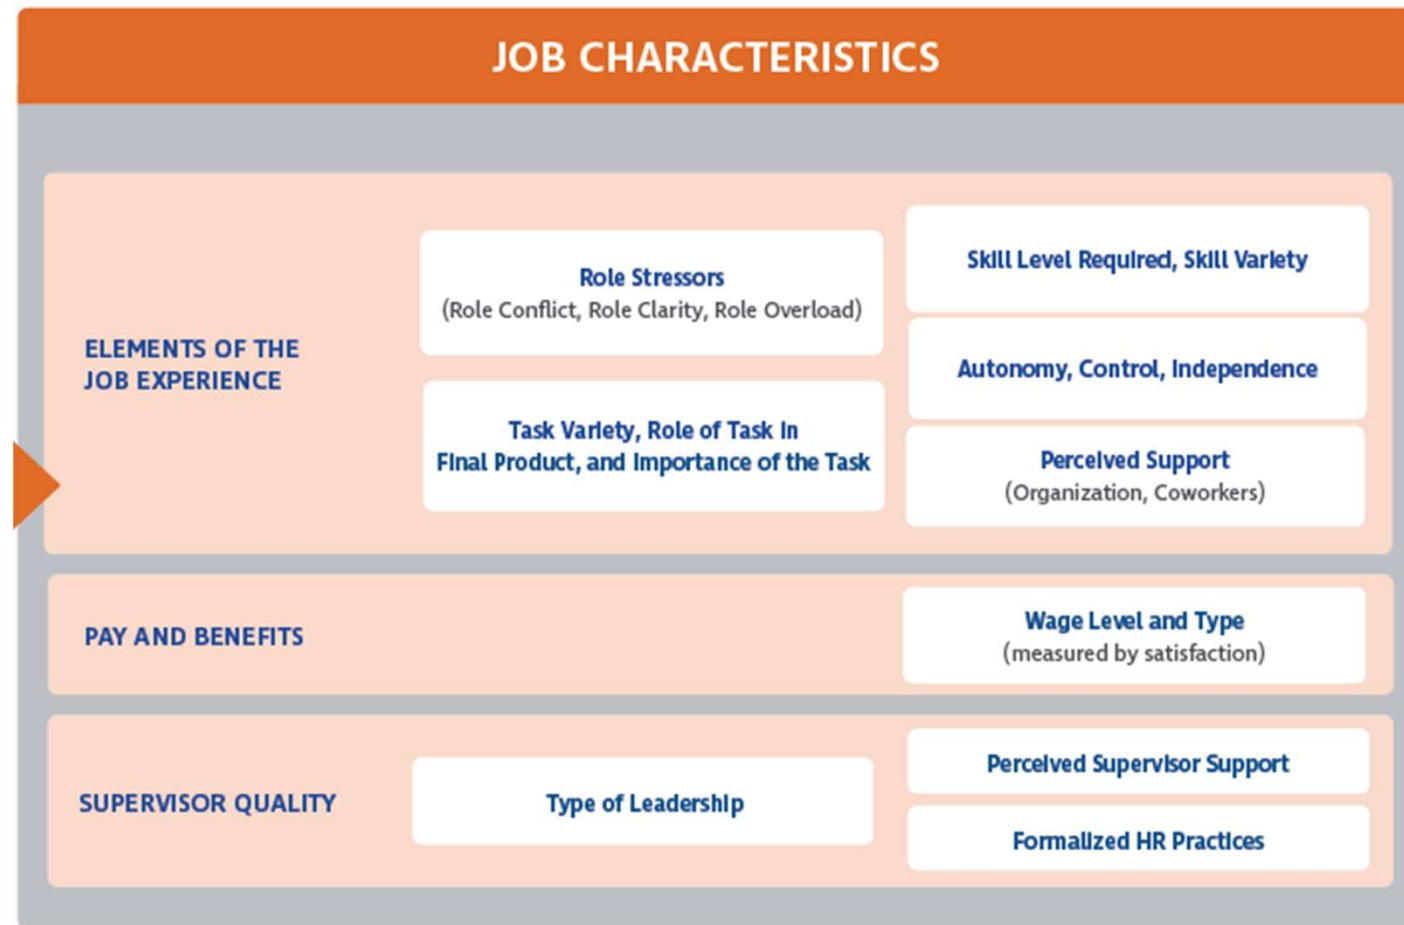 JOB CHARACTERISTICS
ELEMENTS OF THE
JOB EXPERIENCE
Role Stressors
(Role Conflict, Role Clarity, Role Overload)
Task Variety, Role of Task in
Final Product, and Importance of the Task
Skill Level Required, Skill Variety
Autonomy, Control, Independence
Perceived Support
(Organization, Coworkers)
PAY AND BENEFITS
Wage Level and Type
(measured by satisfaction)
SUPERVISOR QUALITY
Type of Leadership
Perceived Supervisor Support
Formalized HR Practices